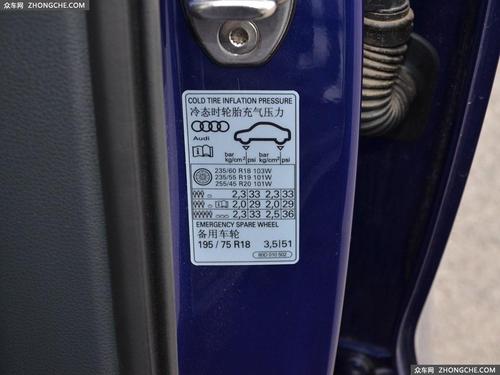 众车网 ZHONGCHE.COM
COLD TIRE INFLATION PRESSURE
冷态时轮胎充气压力
Audi
bar kg/cm² psi bar kg/cm² psi
235/60 R18 103W
235/55 R19 101W
255/45 R20 101W
2,3 33 2,3 33
2,0 29 2,0 29
2,3 33 2,5 36
EMERGENCY SPARE WHEEL
备用车轮
195 / 75 R18 3,5 51
80D 010 502
众车网 ZHONGCHE.COM